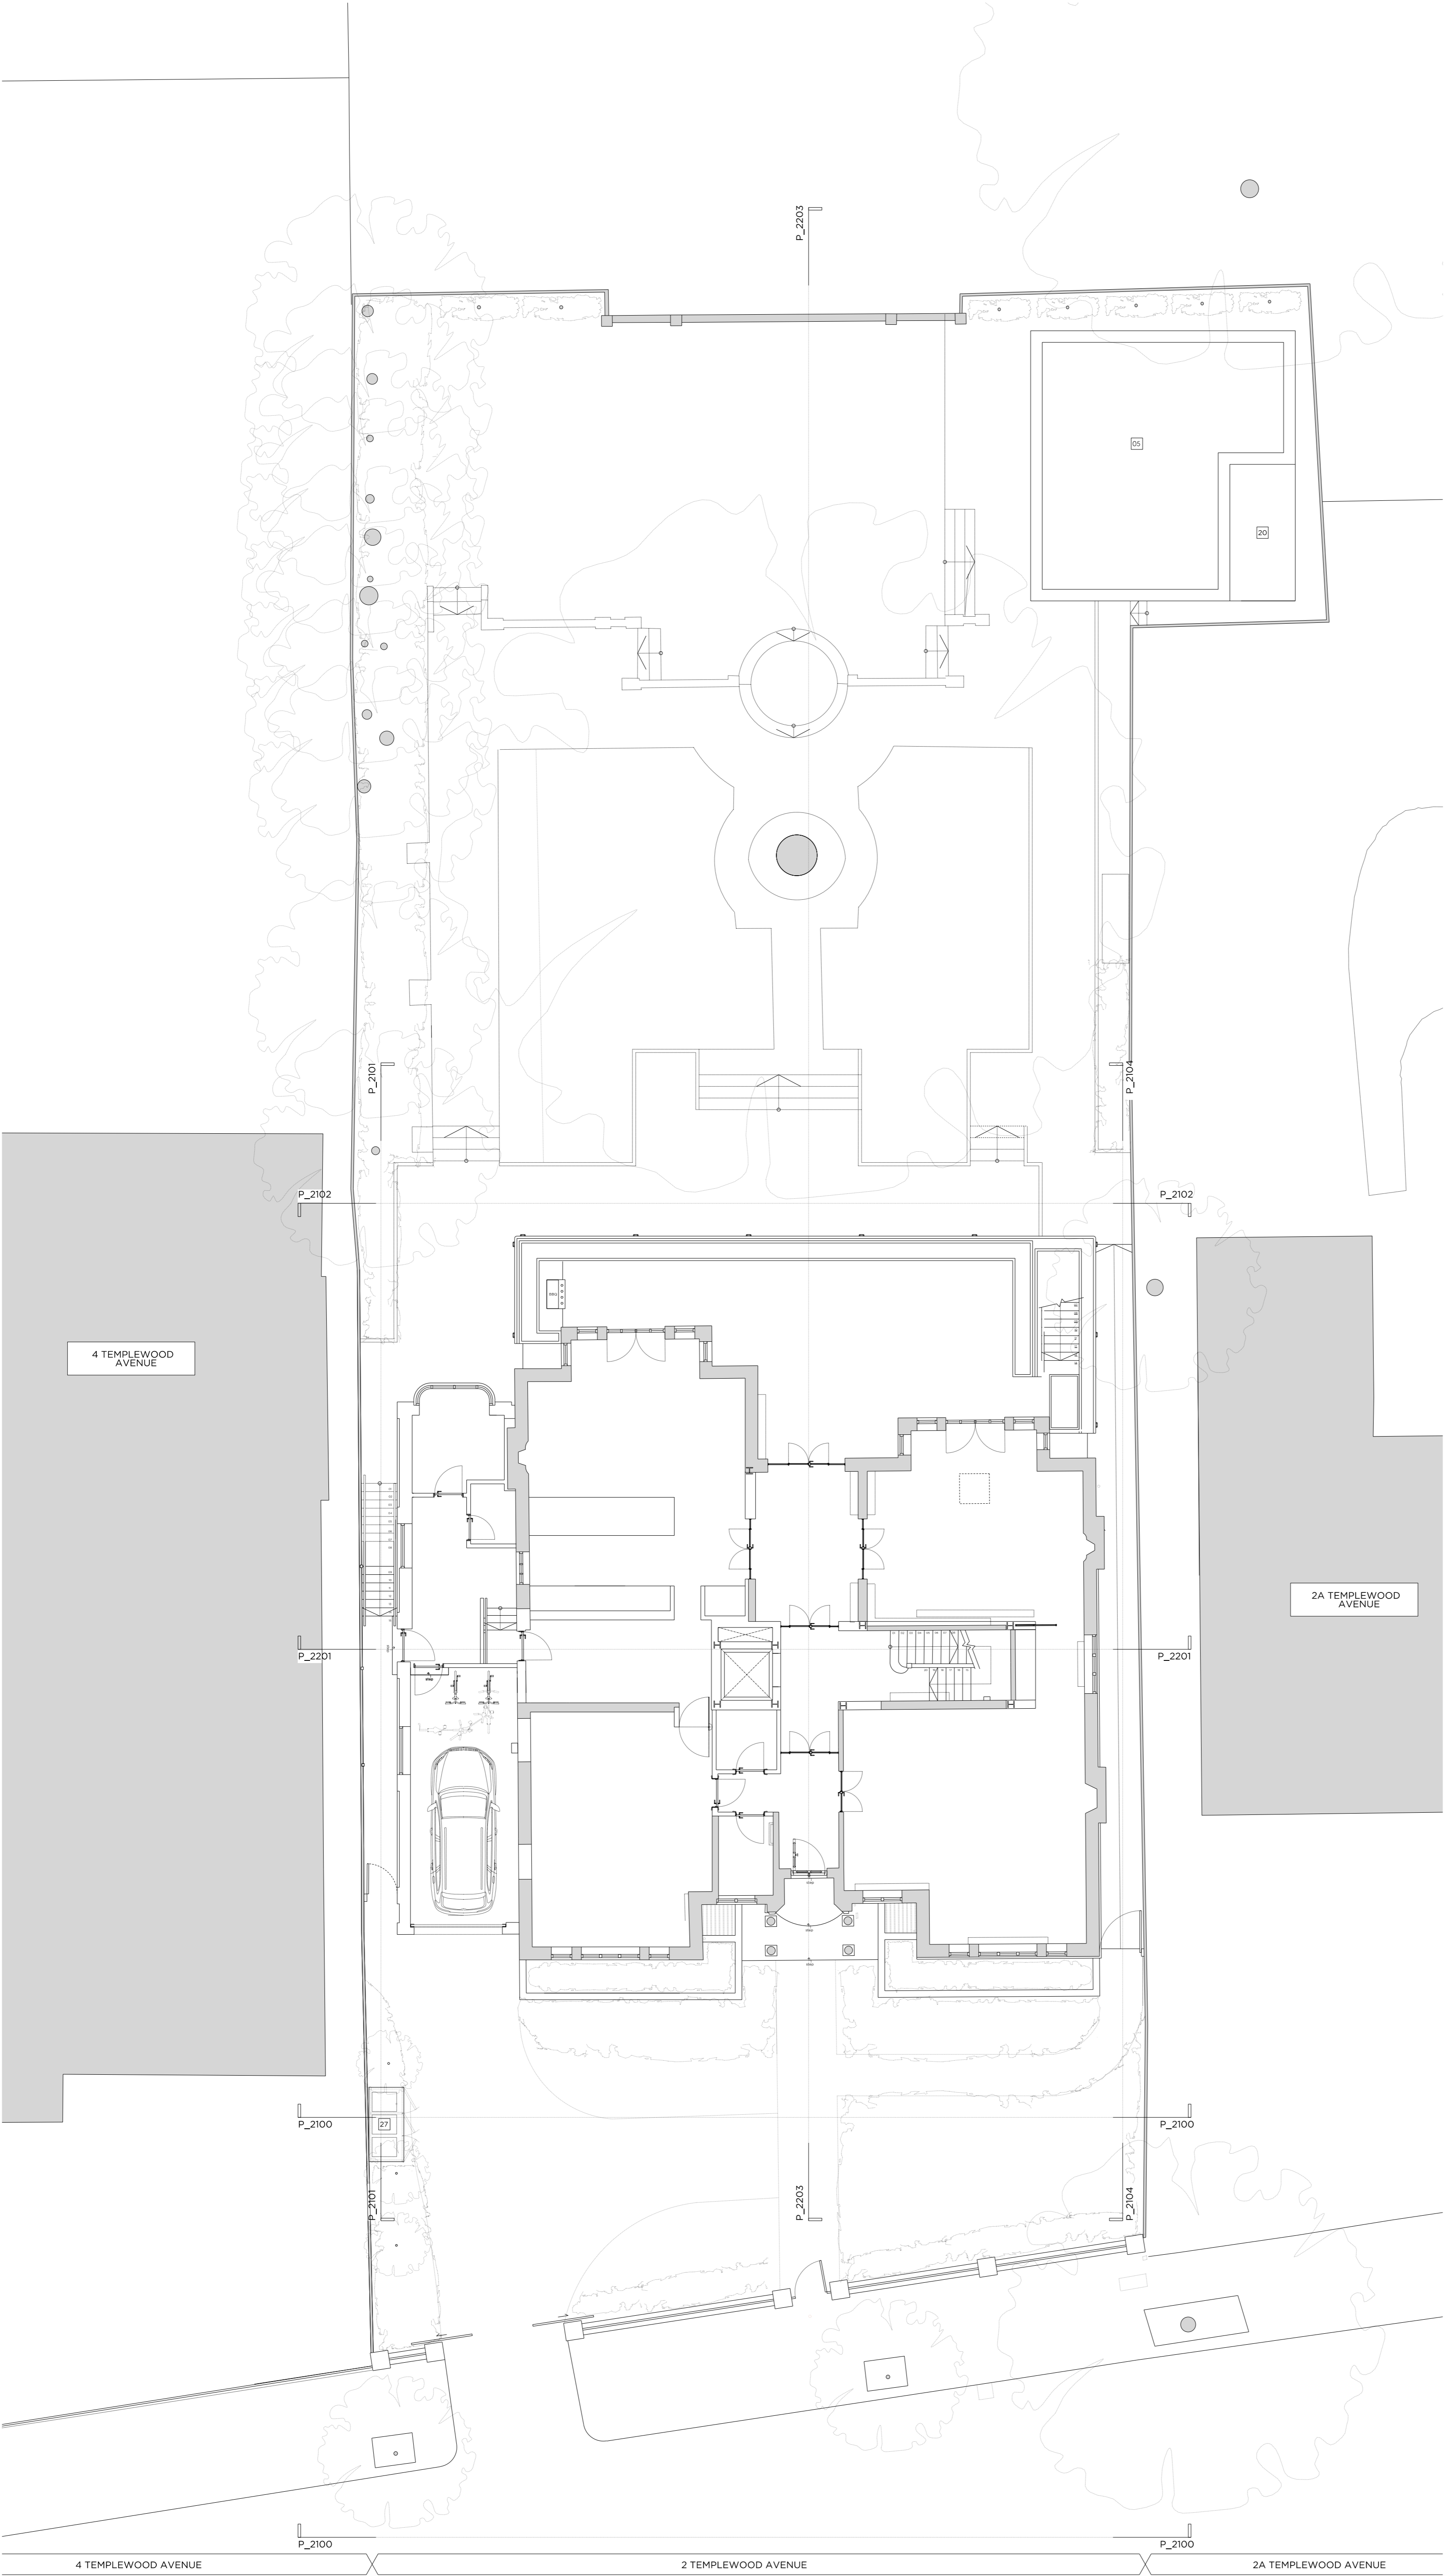 P_2203
05
20
P_2101
P_2104
P_2102
P_2102
BBQ
4 TEMPLEWOOD
AVENUE
2A TEMPLEWOOD
AVENUE
P_2201
P_2201
P_2100
27
P_2100
P_2101
P_2203
P_2104
P_2100
P_2100
4 TEMPLEWOOD AVENUE
2 TEMPLEWOOD AVENUE
2A TEMPLEWOOD AVENUE